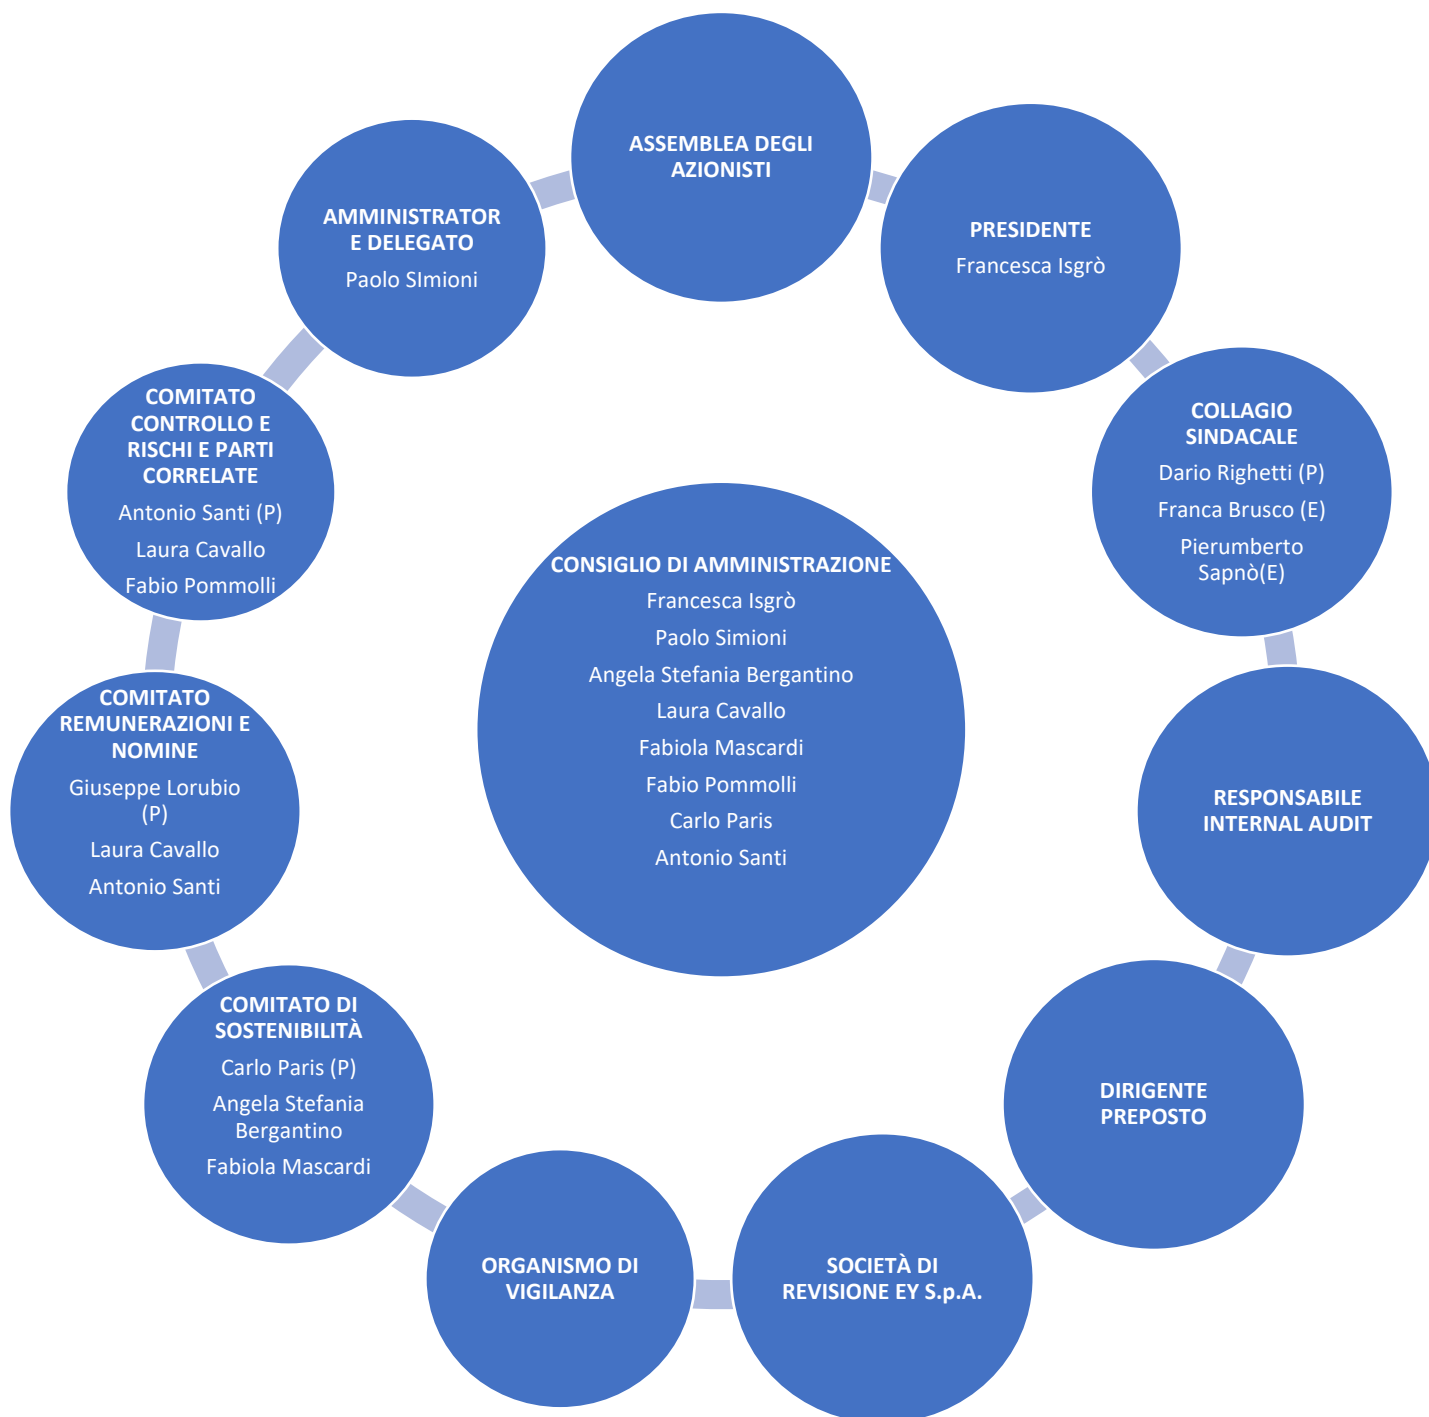 ASSEMBLEA DEGLI
AZIONISTI
PRESIDENTE
Francesca Isgrò
COLLAGIO
SINDACALE
Dario Righetti (P)
Franca Brusco (E)
Pierumberto
Sapnò(E)
RESPONSABILE
INTERNAL AUDIT
DIRIGENTE
PREPOSTO
SOCIETÀ DI
REVISIONE EY S.p.A.
ORGANISMO DI
VIGILANZA
COMITATO DI
SOSTENIBILITÀ
Carlo Paris (P)
Angela Stefania
Bergantino
Fabiola Mascardi
COMITATO
REMUNERAZIONI E
NOMINE
Giuseppe Lorubio
(P)
Laura Cavallo
Antonio Santi
COMITATO
CONTROLLO E
RISCHI E PARTI
CORRELATE
Antonio Santi (P)
Laura Cavallo
Fabio Pommolli
AMMINISTRATOR
E DELEGATO
Paolo SImioni
CONSIGLIO DI AMMINISTRAZIONE
Francesca Isgrò
Paolo Simioni
Angela Stefania Bergantino
Laura Cavallo
Fabiola Mascardi
Fabio Pommolli
Carlo Paris
Antonio Santi